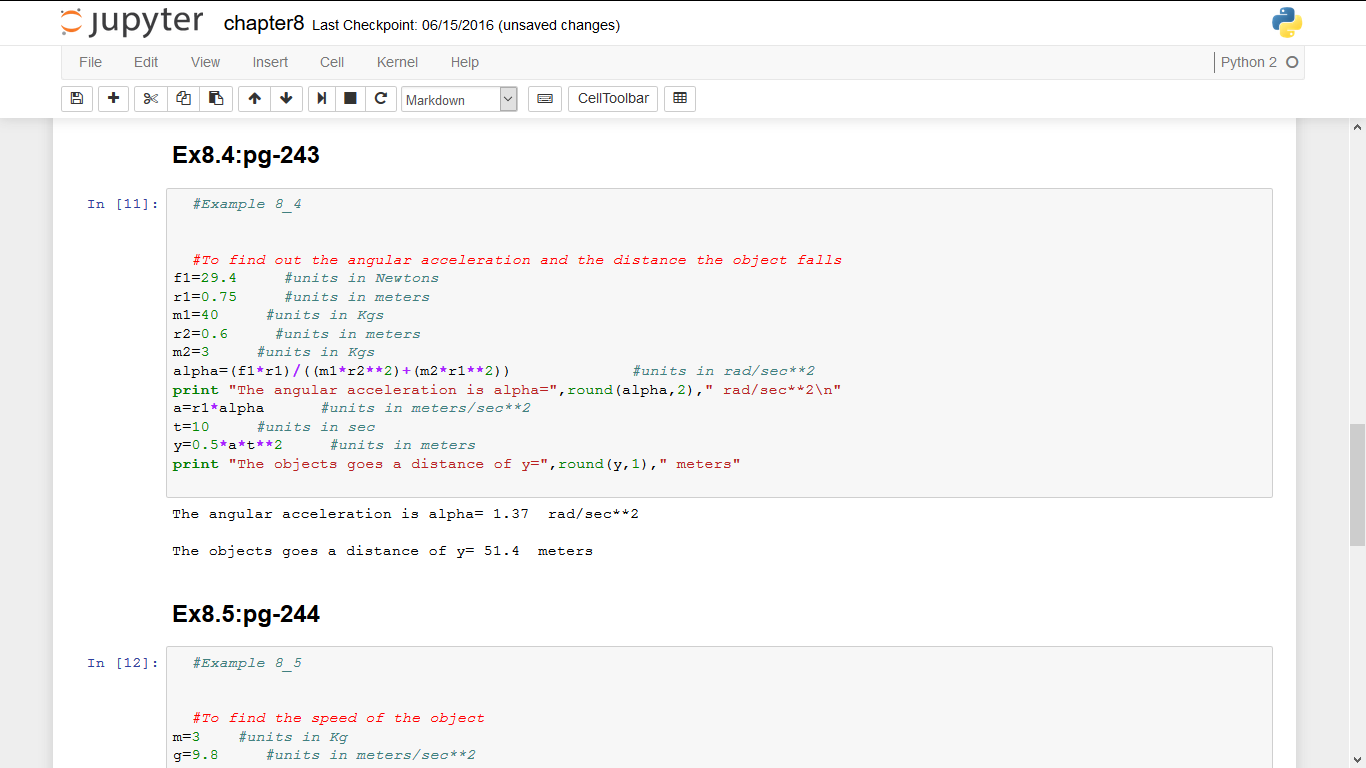 jupyter chapter8 Last Checkpoint: 06/15/2016 (unsaved changes)
File Edit View Insert Cell Kernel Help Python 2
Markdown CellToolbar
Ex8.4:pg-243
In [11]: #Example 8_4
#To find out the angular acceleration and the distance the object falls
f1=29.4 #units in Newtons
r1=0.75 #units in meters
m1=40 #units in Kgs
r2=0.6 #units in meters
m2=3 #units in Kgs
alpha=(f1*r1)/((m1*r2**2)+(m2*r1**2)) #units in rad/sec**2
print "The angular acceleration is alpha=",round(alpha,2)," rad/sec**2\n"
a=r1*alpha #units in meters/sec**2
t=10 #units in sec
y=0.5*a*t**2 #units in meters
print "The objects goes a distance of y=",round(y,1)," meters"
The angular acceleration is alpha= 1.37  rad/sec**2
The objects goes a distance of y= 51.4  meters
Ex8.5:pg-244
In [12]: #Example 8_5
#To find the speed of the object
m=3 #units in Kg
g=9.8 #units in meters/sec**2